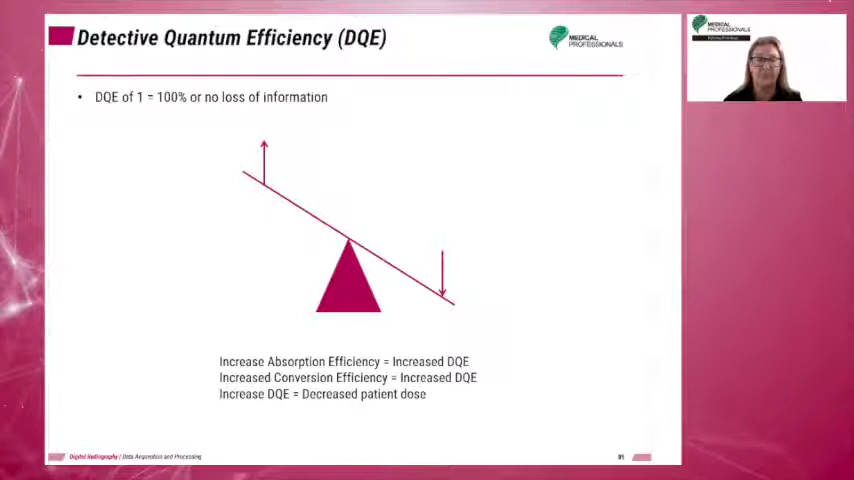 Detective Quantum Efficiency (DQE)
MEDICAL
PROFESSIONALS
MEDICAL
PROFESSIONALS
• DQE of 1 = 100% or no loss of information
Increase Absorption Efficiency = Increased DQE
Increased Conversion Efficiency = Increased DQE
Increase DQE = Decreased patient dose
Digital Radiography | Data Acquisition and Processing
85